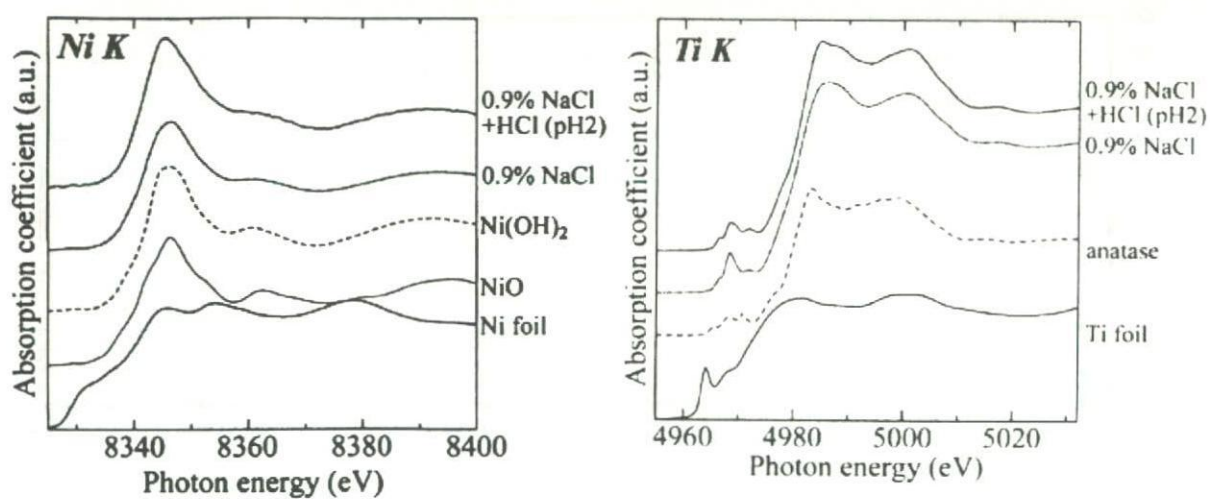 Ni K
Absorption coefficient (a.u.)
0.9% NaCl
+HCl (pH2)
0.9% NaCl
Ni(OH)₂
NiO
Ni foil
8340 8360 8380 8400
Photon energy (eV)
Ti K
Absorption coefficient (a.u.)
0.9% NaCl
+HCl (pH2)
0.9% NaCl
anatase
Ti foil
4960 4980 5000 5020
Photon energy (eV)